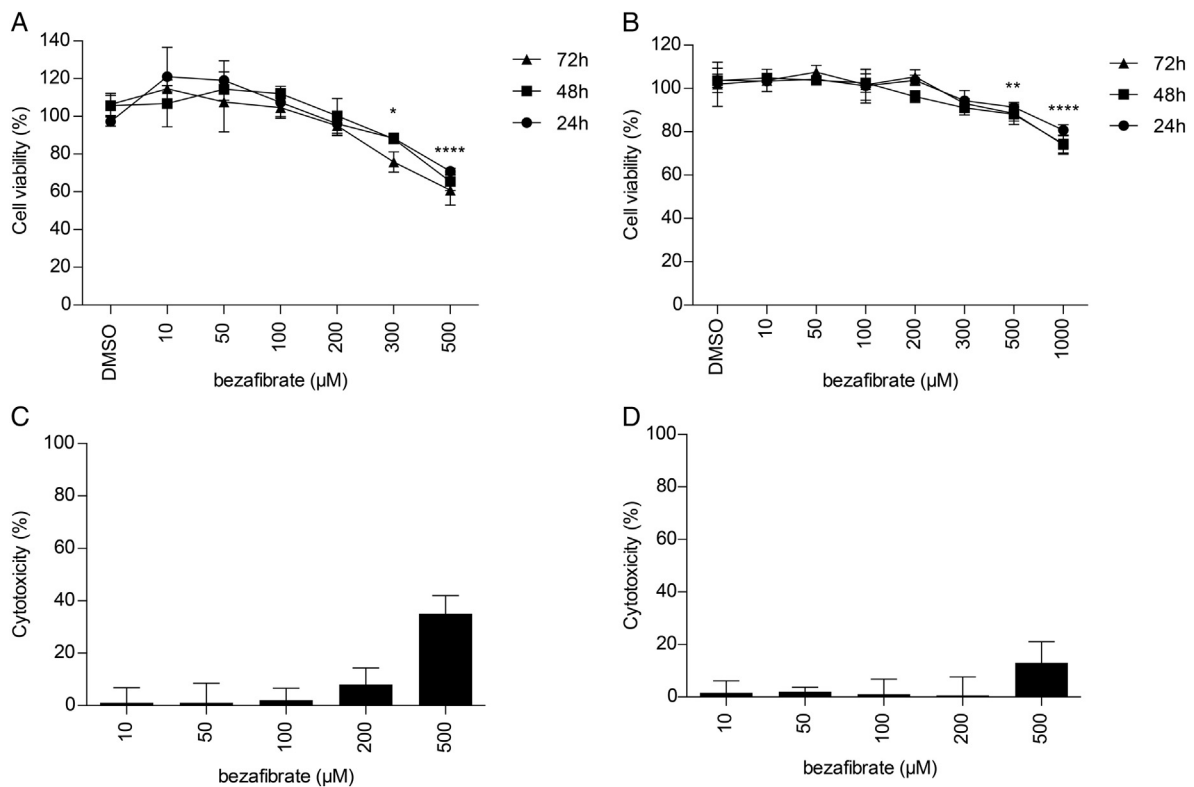 A
140
120
100
80
60
40
20
0
Cell viability (%)
DMSO
10
50
100
200
300
500
bezafibrate (µM)
*
****
72h
48h
24h
B
120
100
80
60
40
20
0
Cell viability (%)
DMSO
10
50
100
200
300
500
1000
bezafibrate (µM)
**
****
72h
48h
24h
C
100
80
60
40
20
0
Cytotoxicity (%)
10
50
100
200
500
bezafibrate (µM)
D
100
80
60
40
20
0
Cytotoxicity (%)
10
50
100
200
500
bezafibrate (µM)